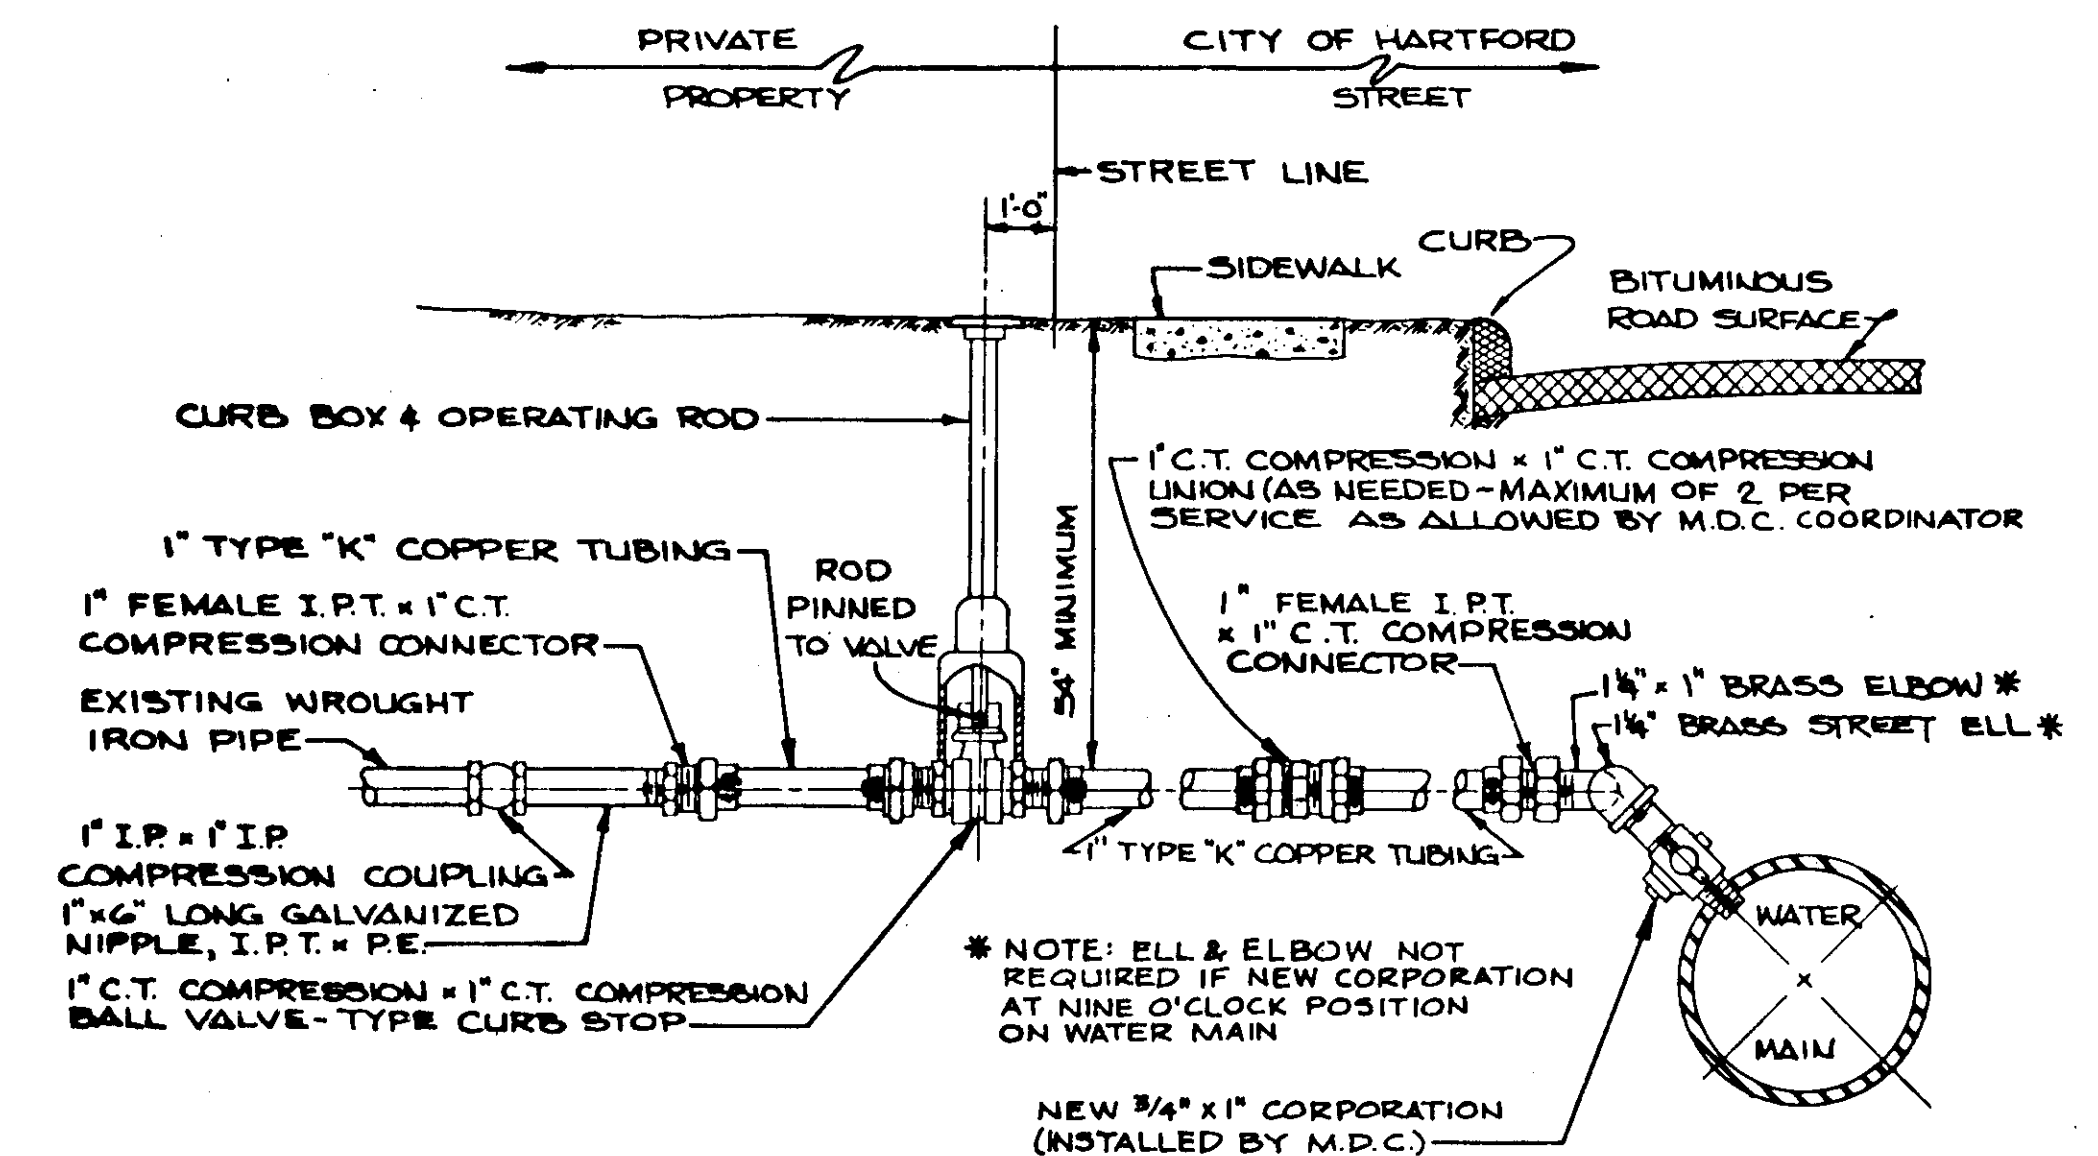 PRIVATE
PROPERTY
CITY OF HARTFORD
STREET
STREET LINE
1'-0"
CURB
SIDEWALK
BITUMINOUS
ROAD SURFACE
CURB BOX & OPERATING ROD
1" C.T. COMPRESSION x 1" C.T. COMPRESSION
UNION (AS NEEDED - MAXIMUM OF 2 PER
SERVICE AS ALLOWED BY M.D.C. COORDINATOR
54" MINIMUM
1" TYPE "K" COPPER TUBING
ROD
PINNED
TO VALVE
1" FEMALE I.P.T. x 1" C.T.
COMPRESSION CONNECTOR
1" FEMALE I.P.T.
x 1" C.T. COMPRESSION
CONNECTOR
EXISTING WROUGHT
IRON PIPE
1¼" x 1" BRASS ELBOW *
1¼" BRASS STREET ELL *
1" I.P. x 1" I.P.
COMPRESSION COUPLING
1" TYPE "K" COPPER TUBING
1" x 6" LONG GALVANIZED
NIPPLE, I.P.T. x P.E.
1" C.T. COMPRESSION x 1" C.T. COMPRESSION
BALL VALVE-TYPE CURB STOP
* NOTE: ELL & ELBOW NOT
REQUIRED IF NEW CORPORATION
AT NINE O'CLOCK POSITION
ON WATER MAIN
WATER
MAIN
NEW 3/4" x 1" CORPORATION
(INSTALLED BY M.D.C.)